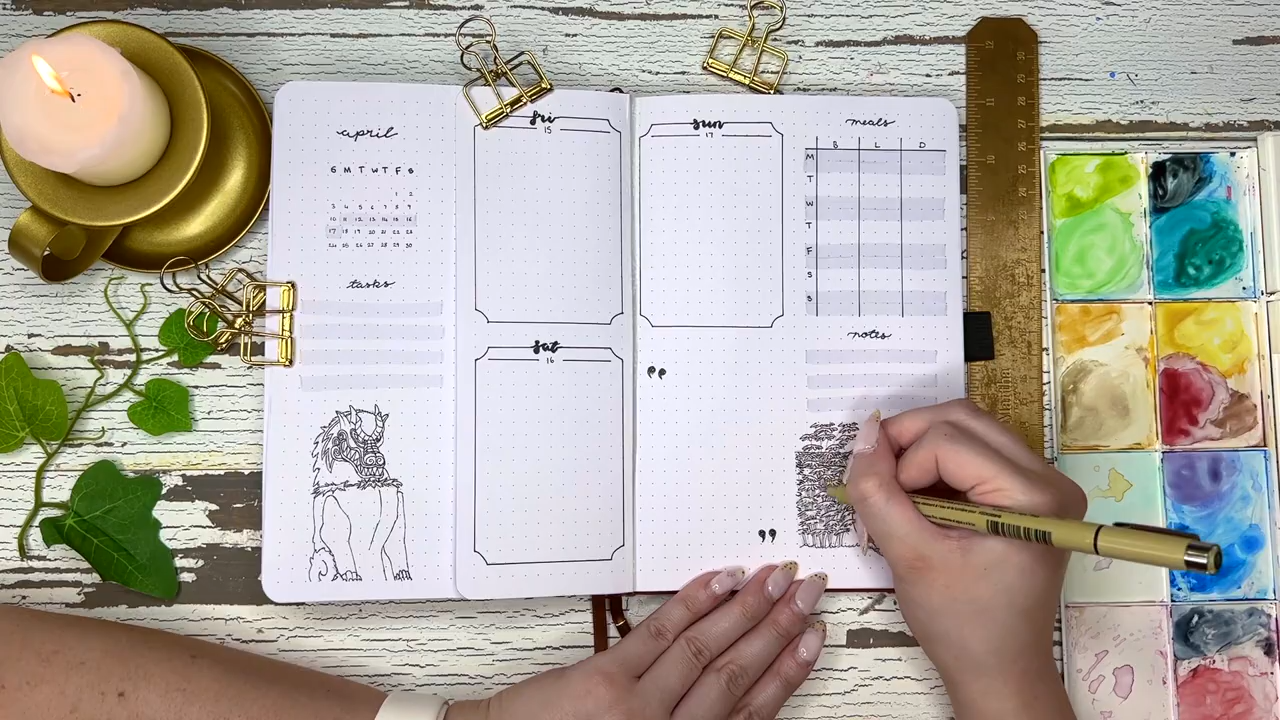 april
S M T W T F S
1 2
3 4 5 6 7 8 9
10 11 12 13 14 15 16
17 18 19 20 21 22 23
24 25 26 27 28 29 30
tasks
fri
15
sat
16
sun
17
”
meals
B L D
M
T
W
T
F
S
S
notes